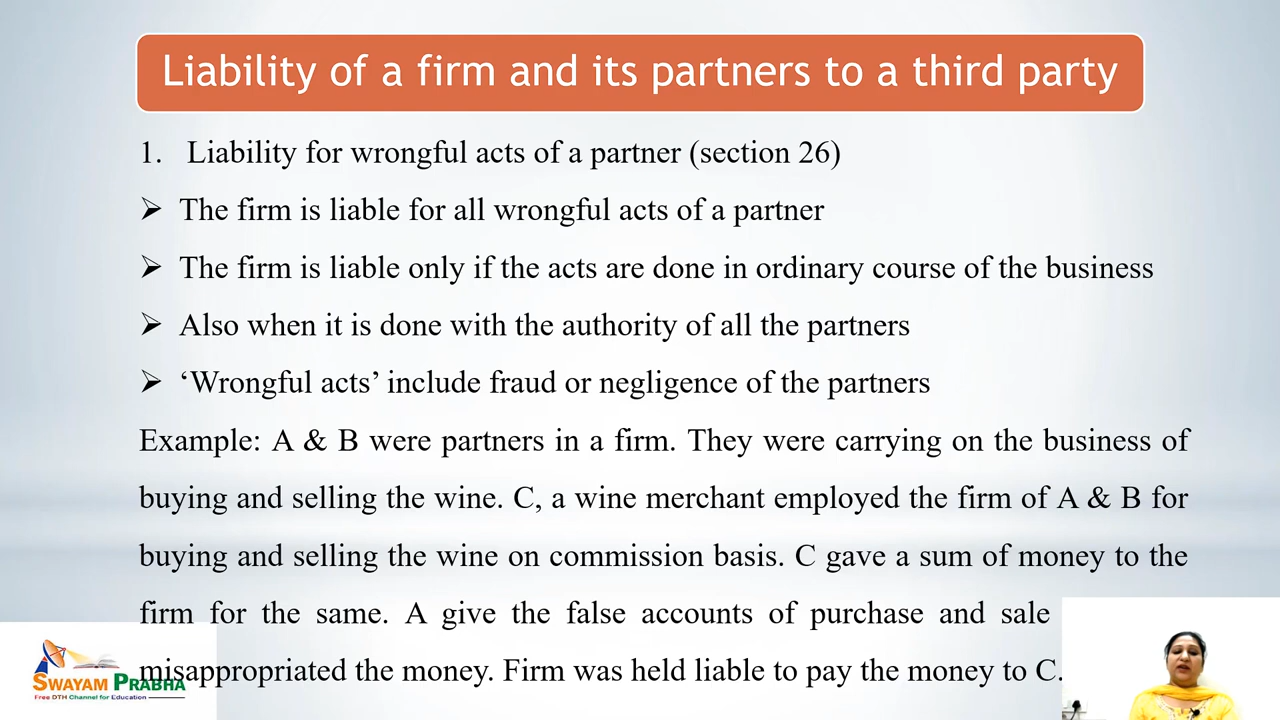 Liability of a firm and its partners to a third party
1. Liability for wrongful acts of a partner (section 26)
➢ The firm is liable for all wrongful acts of a partner
➢ The firm is liable only if the acts are done in ordinary course of the business
➢ Also when it is done with the authority of all the partners
➢ ‘Wrongful acts’ include fraud or negligence of the partners
Example: A & B were partners in a firm. They were carrying on the business of
buying and selling the wine. C, a wine merchant employed the firm of A & B for
buying and selling the wine on commission basis. C gave a sum of money to the
firm for the same. A give the false accounts of purchase and sale
misappropriated the money. Firm was held liable to pay the money to C.
SWAYAM PRABHA
Free DTH Channel for Education